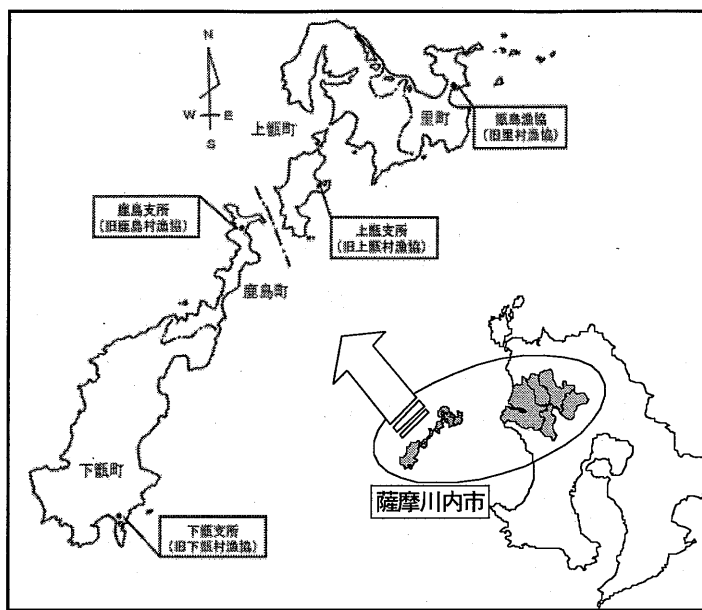 N
W E
S
上甑町
里町
甑島漁協
(旧里村漁協)
鹿島支所
(旧鹿島村漁協)
上甑支所
(旧上甑村漁協)
鹿島町
下甑町
薩摩川内市
下甑支所
(旧下甑村漁協)